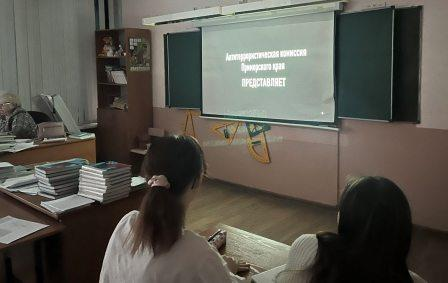 Антитеррористическая комиссия
Приморского края
ПРЕДСТАВЛЯЕТ